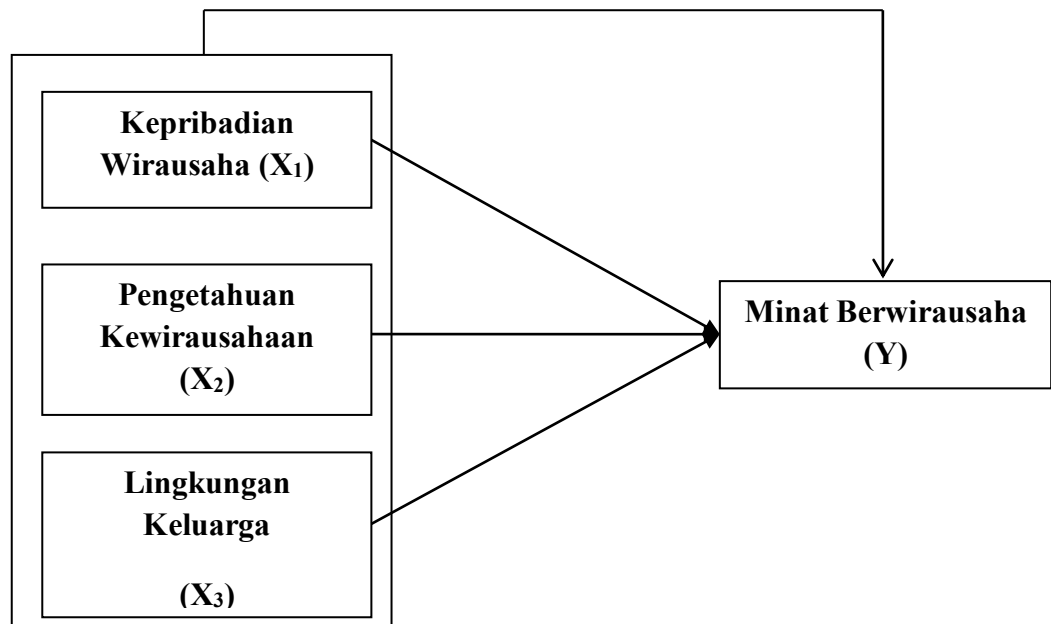 Kepribadian
Wirausaha (X₁)
Pengetahuan
Kewirausahaan
(X₂)
Lingkungan
Keluarga
(X₃)
Minat Berwirausaha
(Y)